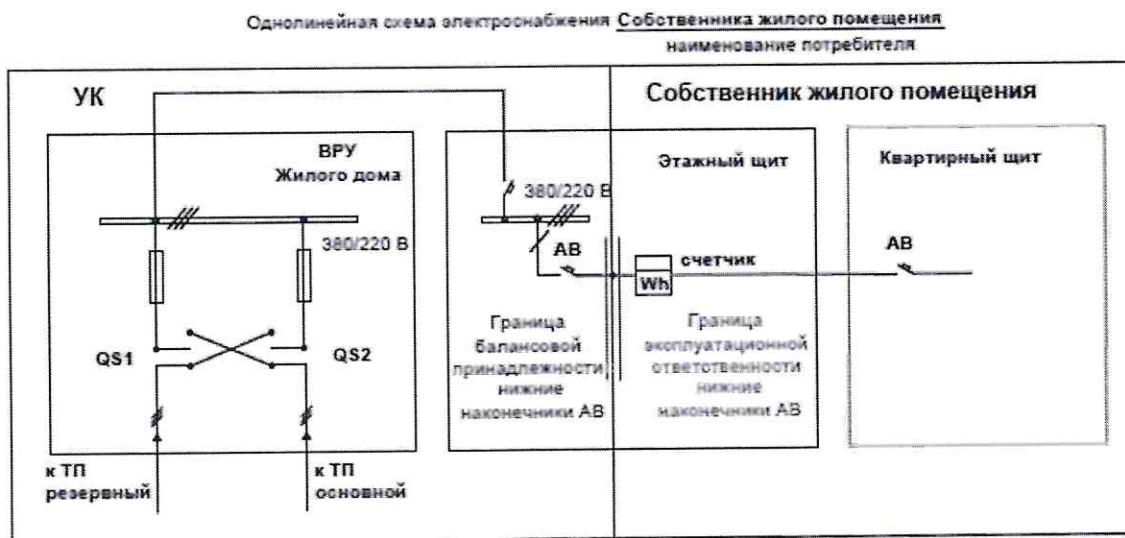 Однолинейная схема электроснабжения Собственника жилого помещения
наименование потребителя
УК
Собственник жилого помещения
ВРУ
Жилого дома
380/220 В
QS1
QS2
к ТП
резервный
к ТП
основной
Этажный щит
380/220 В
АВ
счетчик
Wh
Граница
балансовой
принадлежности
нижние
наконечники АВ
Граница
эксплуатационной
ответственности
нижние
наконечники АВ
Квартирный щит
АВ